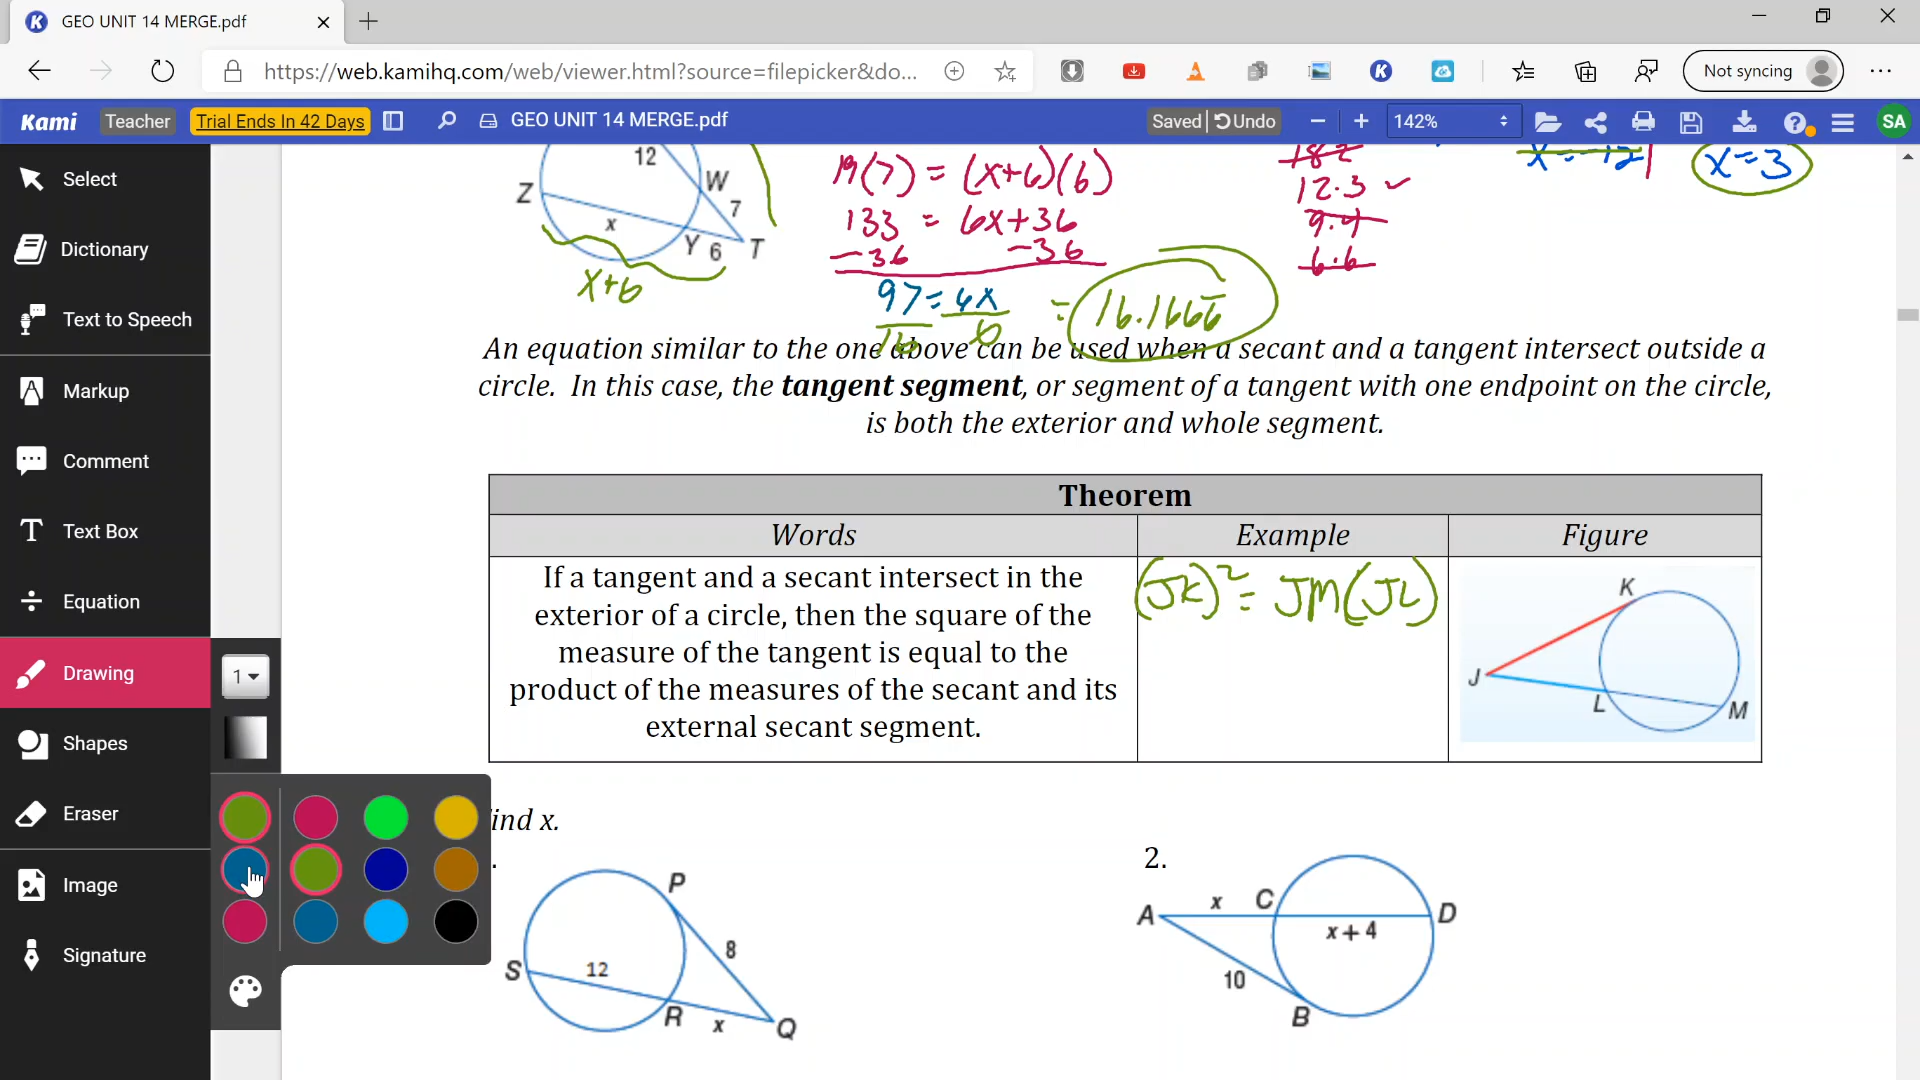 GEO UNIT 14 MERGE.pdf
https://web.kamihq.com/web/viewer.html?source=filepicker&do...
Not syncing
Kami
Teacher
Trial Ends In 42 Days
GEO UNIT 14 MERGE.pdf
Saved
Undo
142%
SA
Select
Dictionary
Text to Speech
Markup
Comment
Text Box
Equation
Drawing
1
Shapes
Eraser
Image
Signature
12
Z
W
7
x
Y 6 T
x+6
19(7) = (x+6)(6)
133 = 6x+36
-36 -36
97 = 6x
6
= 16.1666
12.3 ✓
9.4
6.6
x = -12
x=3
An equation similar to the one above can be used when a secant and a tangent intersect outside a
circle. In this case, the tangent segment, or segment of a tangent with one endpoint on the circle,
is both the exterior and whole segment.
Theorem
Words Example Figure
If a tangent and a secant intersect in the
exterior of a circle, then the square of the
measure of the tangent is equal to the
product of the measures of the secant and its
external secant segment.
(JK)² = JM(JL)
K
J
L
M
ind x.
P
8
S 12
R x Q
2.
A x C D
x + 4
10
B